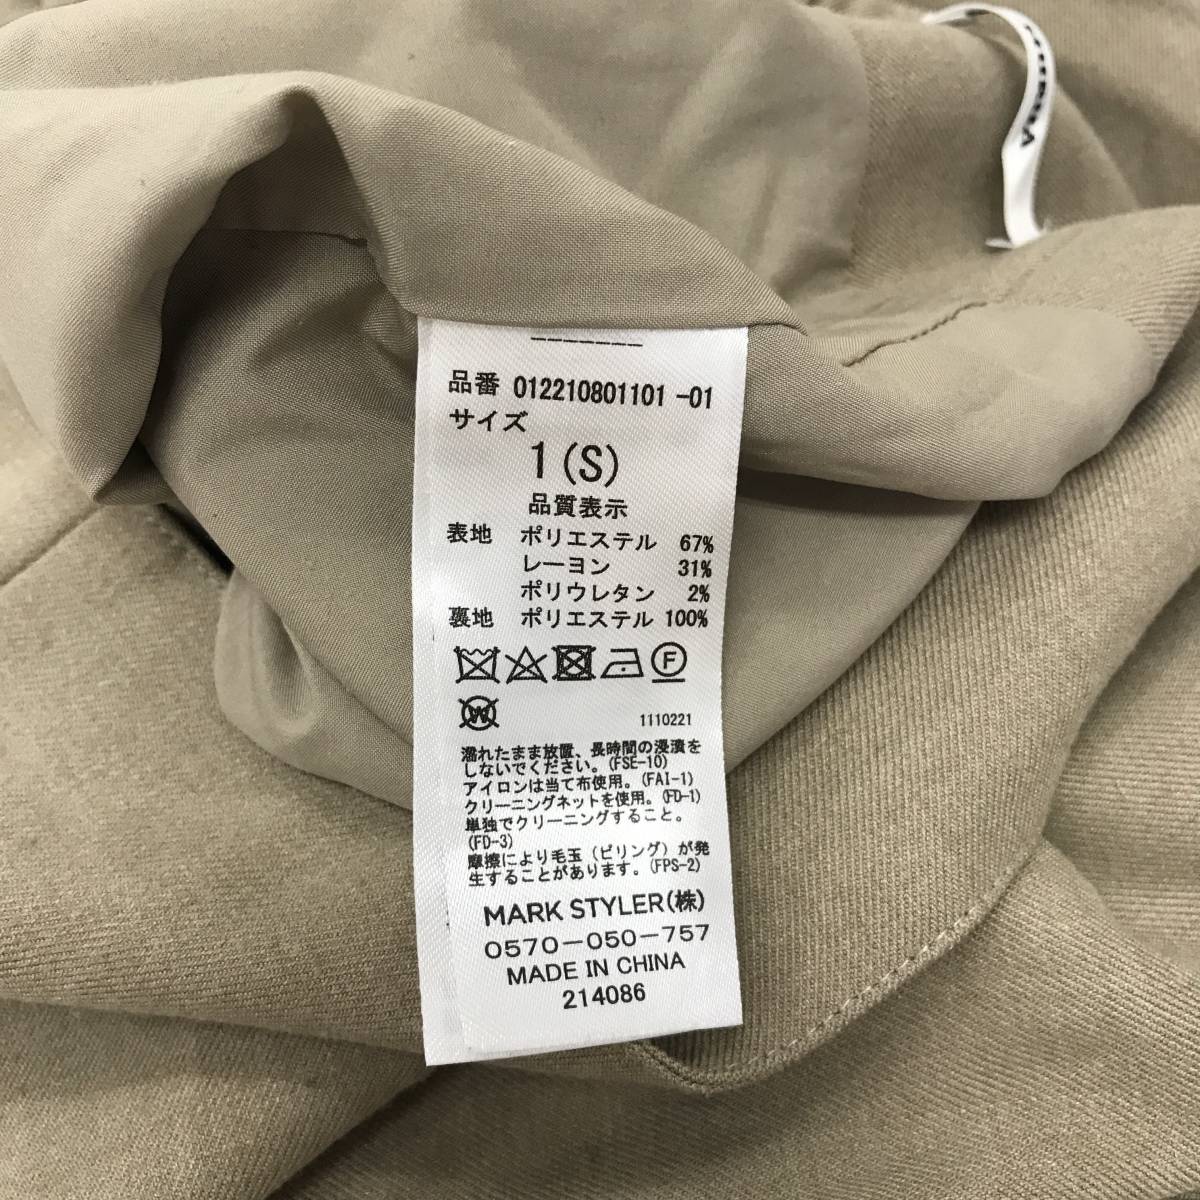 品番 012210801101 -01
サイズ
1(S)
品質表示
表地 ポリエステル 67%
レーヨン 31%
ポリウレタン 2%
裏地 ポリエステル 100%
F
W
1110221
濡れたまま放置、長時間の浸漬を
しないでください。(FSE-10)
アイロンは当て布使用。(FAI-1)
クリーニングネットを使用。(FD-1)
単独でクリーニングすること。
(FD-3)
摩擦により毛玉(ピリング)が発
生することがあります。(FPS-2)
MARK STYLER(株)
0570-050-757
MADE IN CHINA
214086